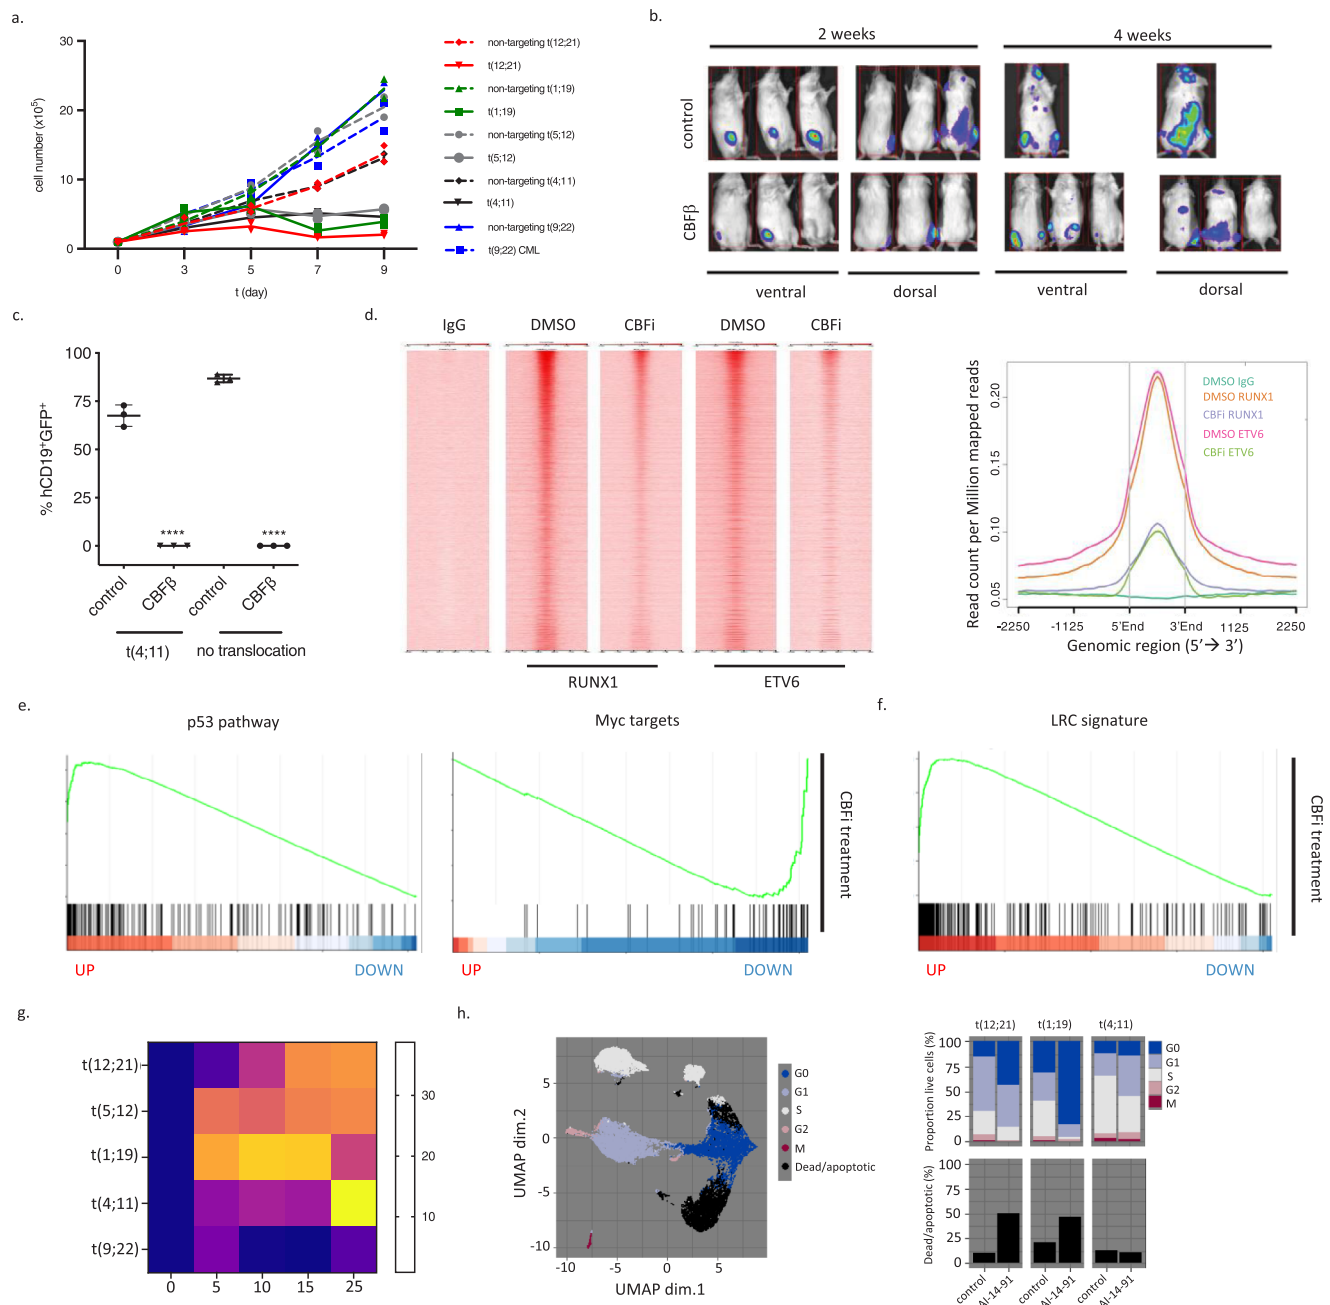 a.
30
20
10
0
cell number (x10⁵)
0 3 5 7 9
t (day)
non-targeting t(12;21)
t(12;21)
non-targeting t(1;19)
t(1;19)
non-targeting t(5;12)
t(5;12)
non-targeting t(4;11)
t(4;11)
non-targeting t(9;22)
t(9;22) CML
b.
2 weeks
4 weeks
control
CBFβ
ventral
dorsal
ventral
dorsal
c.
% hCD19⁺GFP⁺
100
75
50
25
0
****
****
control
CBFβ
control
CBFβ
t(4;11)
no translocation
d.
IgG
DMSO
CBFi
DMSO
CBFi
RUNX1
ETV6
Read count per Million mapped reads
0.20
0.15
0.10
0.05
DMSO IgG
DMSO RUNX1
CBFi RUNX1
DMSO ETV6
CBFi ETV6
-2250 -1125 5'End 3'End 1125 2250
Genomic region (5'→ 3')
e.
p53 pathway
Myc targets
UP
DOWN
UP
DOWN
CBFi treatment
f.
LRC signature
UP
DOWN
CBFi treatment
g.
t(12;21)
t(5;12)
t(1;19)
t(4;11)
t(9;22)
0 5 10 15 25
30
20
10
h.
UMAP dim.2
5
0
-5
-10
-10 -5 0 5
UMAP dim.1
G0
G1
S
G2
M
Dead/apoptotic
t(12;21) t(1;19) t(4;11)
Proportion live cells (%)
100
75
50
25
0
G0
G1
S
G2
M
Dead/apoptotic (%)
100
75
50
25
0
control
AI-14-91
control
AI-14-91
control
AI-14-91